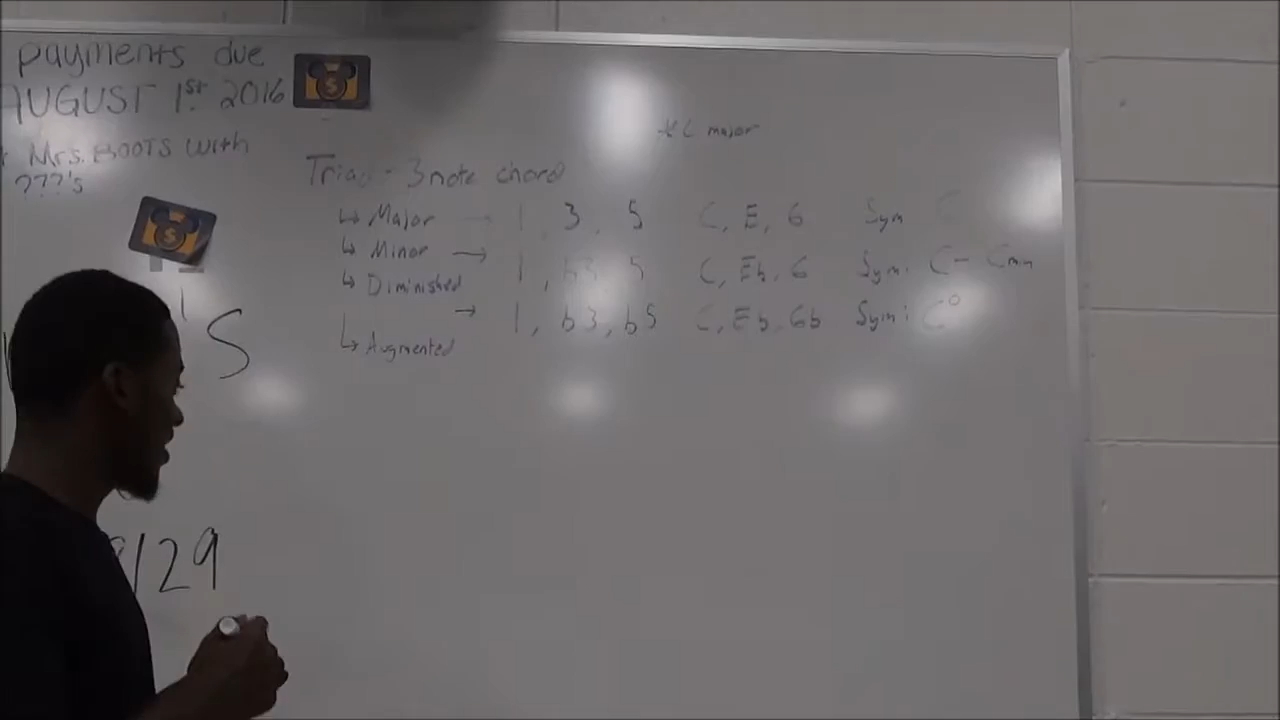 payments due
AUGUST 1st 2016
Mrs. BOOTS with
???'s
* C major
Triad - 3 note chord
↳ Major → 1, 3, 5 C, E, G Sym C
↳ Minor → 1, b3, 5 C, Eb, G Sym: C- Cmin
↳ Diminished → 1, b3, b5 C, Eb, Gb Sym: C°
↳ Augmented
's
/29